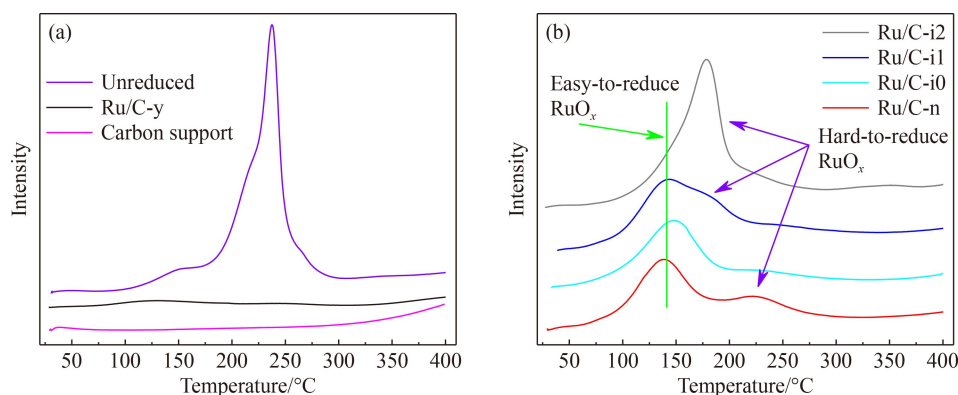 (a)
Unreduced
Ru/C-y
Carbon support
Intensity
50 100 150 200 250 300 350 400
Temperature/°C
(b)
Ru/C-i2
Ru/C-i1
Ru/C-i0
Ru/C-n
Easy-to-reduce
RuOₓ
Hard-to-reduce
RuOₓ
Intensity
50 100 150 200 250 300 350 400
Temperature/°C